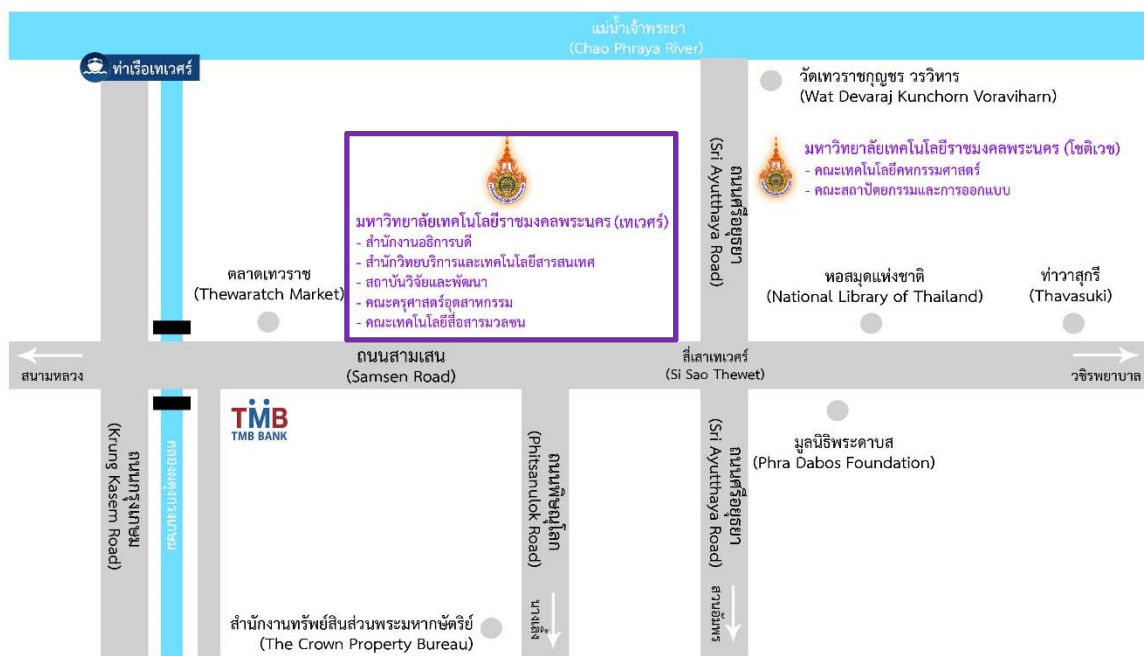 แม่น้ำเจ้าพระยา
(Chao Phraya River)
ท่าเรือเทเวศร์
วัดเทวราชกุญชร วรวิหาร
(Wat Devaraj Kunchorn Voraviharn)
มหาวิทยาลัยเทคโนโลยีราชมงคลพระนคร (โชติเวช)
- คณะเทคโนโลยีคหกรรมศาสตร์
- คณะสถาปัตยกรรมและการออกแบบ
ถนนศรีอยุธยา
(Sri Ayutthaya Road)
มหาวิทยาลัยเทคโนโลยีราชมงคลพระนคร (เทเวศร์)
- สำนักงานอธิการบดี
- สำนักวิทยบริการและเทคโนโลยีสารสนเทศ
- สถาบันวิจัยและพัฒนา
- คณะครุศาสตร์อุตสาหกรรม
- คณะเทคโนโลยีสื่อสารมวลชน
ตลาดเทวราช
(Thewaratch Market)
หอสมุดแห่งชาติ
(National Library of Thailand)
ท่าวาสุกรี
(Thavasuki)
สนามหลวง
ถนนสามเสน
(Samsen Road)
สี่เสาเทเวศร์
(Si Sao Thewet)
วชิรพยาบาล
TMB
TMB BANK
ถนนกรุงเกษม
(Krung Kasem Road)
คลองผดุงกรุงเกษม
ถนนพิษณุโลก
(Phitsanulok Road)
นางเลิ้ง
ถนนศรีอยุธยา
(Sri Ayutthaya Road)
สวนอัมพร
มูลนิธิพระดาบส
(Phra Dabos Foundation)
สำนักงานทรัพย์สินส่วนพระมหากษัตริย์
(The Crown Property Bureau)